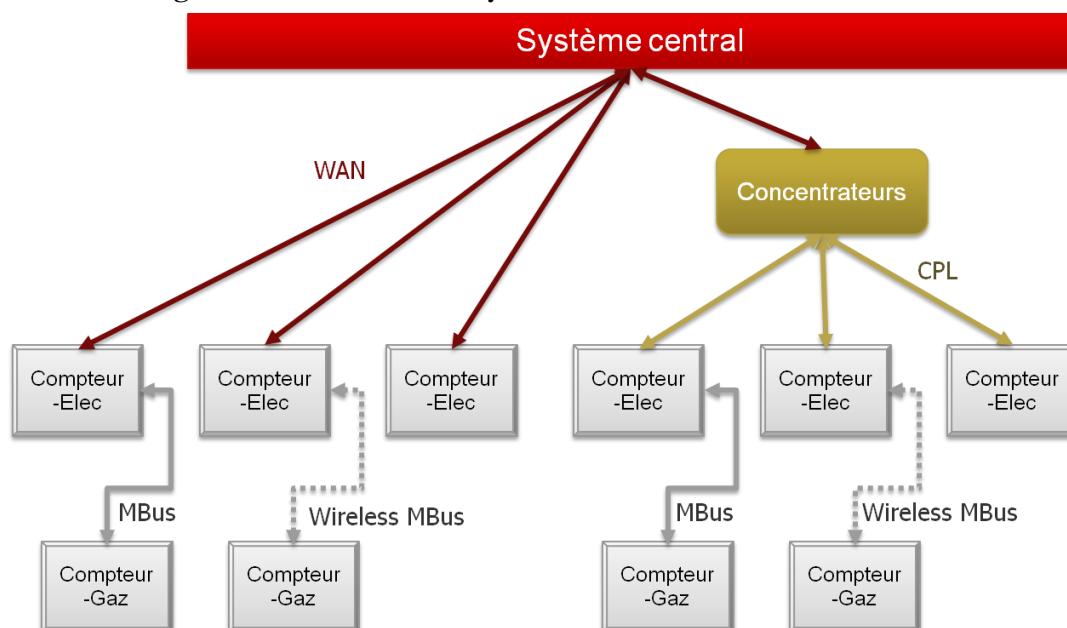 Système central
WAN
Concentrateurs
CPL
Compteur
-Elec
Compteur
-Elec
Compteur
-Elec
Compteur
-Elec
Compteur
-Elec
Compteur
-Elec
MBus
Wireless MBus
MBus
Wireless MBus
Compteur
-Gaz
Compteur
-Gaz
Compteur
-Gaz
Compteur
-Gaz